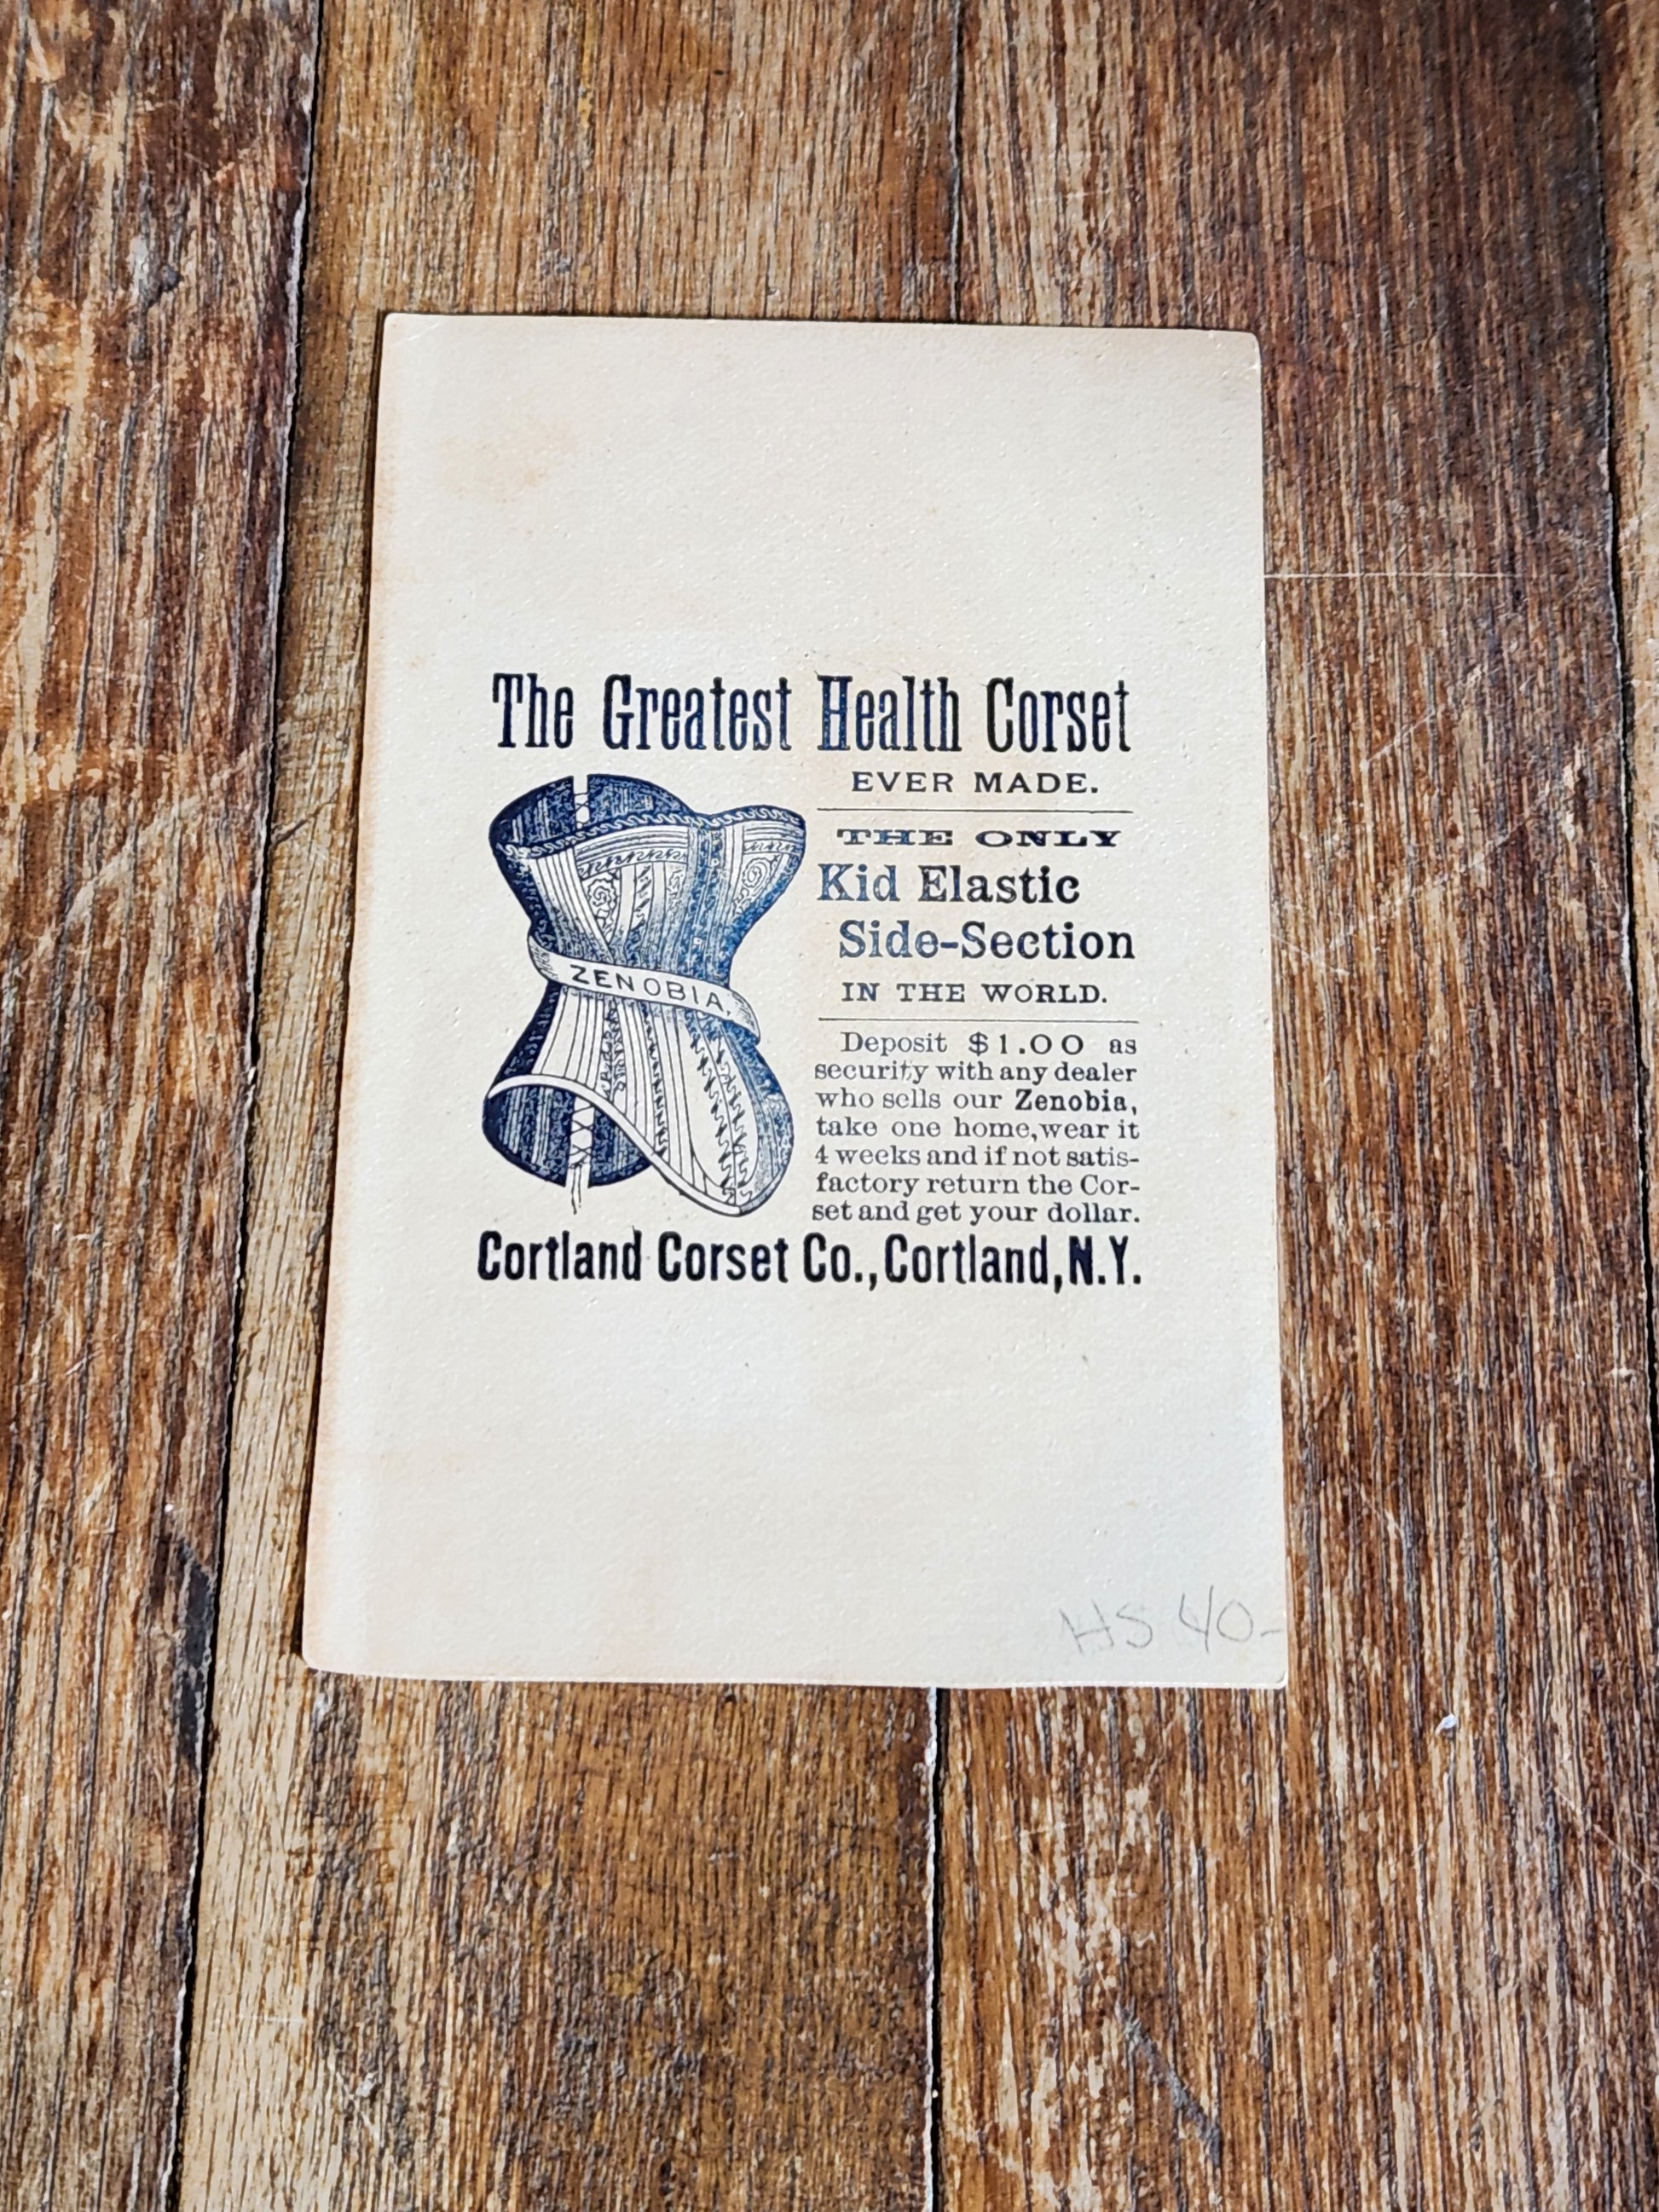 The Greatest Health Corset
EVER MADE.
THE ONLY
Kid Elastic
Side-Section
IN THE WORLD.
ZENOBIA,
Deposit $1.00 as
security with any dealer
who sells our Zenobia,
take one home, wear it
4 weeks and if not satis-
factory return the Cor-
set and get your dollar.
Cortland Corset Co., Cortland, N.Y.
HS 40-